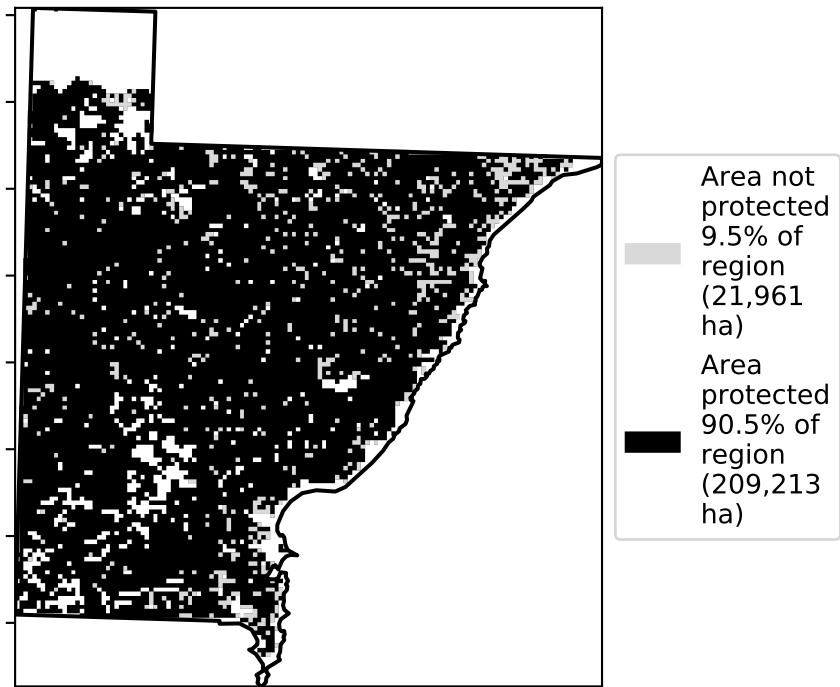 Area not
protected
9.5% of
region
(21,961
ha)
Area
protected
90.5% of
region
(209,213
ha)